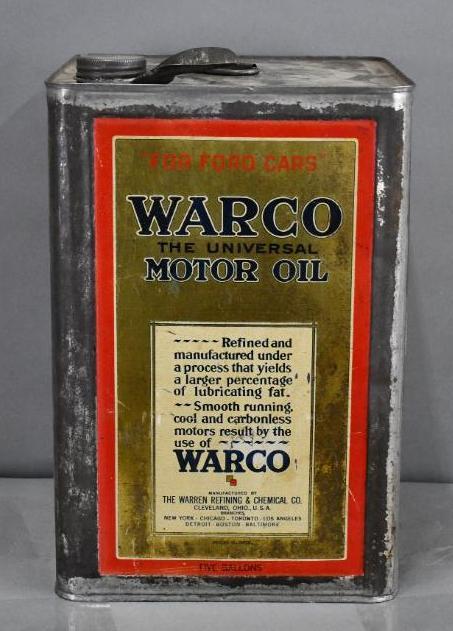 "FOR FORD CARS"
WARCO
THE UNIVERSAL
MOTOR OIL
----- Refined and
manufactured under
a process that yields
a larger percentage
of lubricating fat.
-- Smooth running,
cool and carbonless
motors result by the
use of -----
WARCO
MANUFACTURED BY
THE WARREN REFINING & CHEMICAL CO.
CLEVELAND, OHIO, U.S.A.
BRANCHES,
NEW YORK - CHICAGO - TORONTO - LOS ANGELES
DETROIT - BOSTON - BALTIMORE
FIVE GALLONS